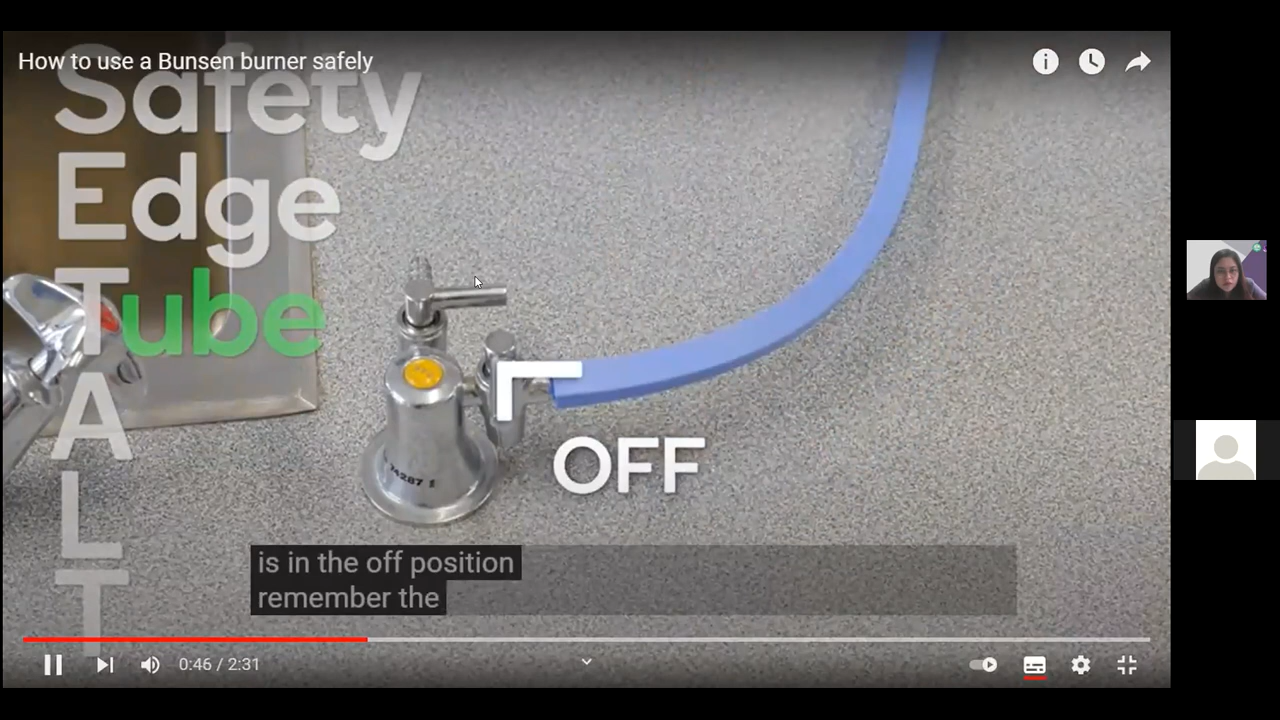 How to use a Bunsen burner safely
Safety
Edge
Tube
A
L
T
OFF
is in the off position
remember the
0:46 / 2:31